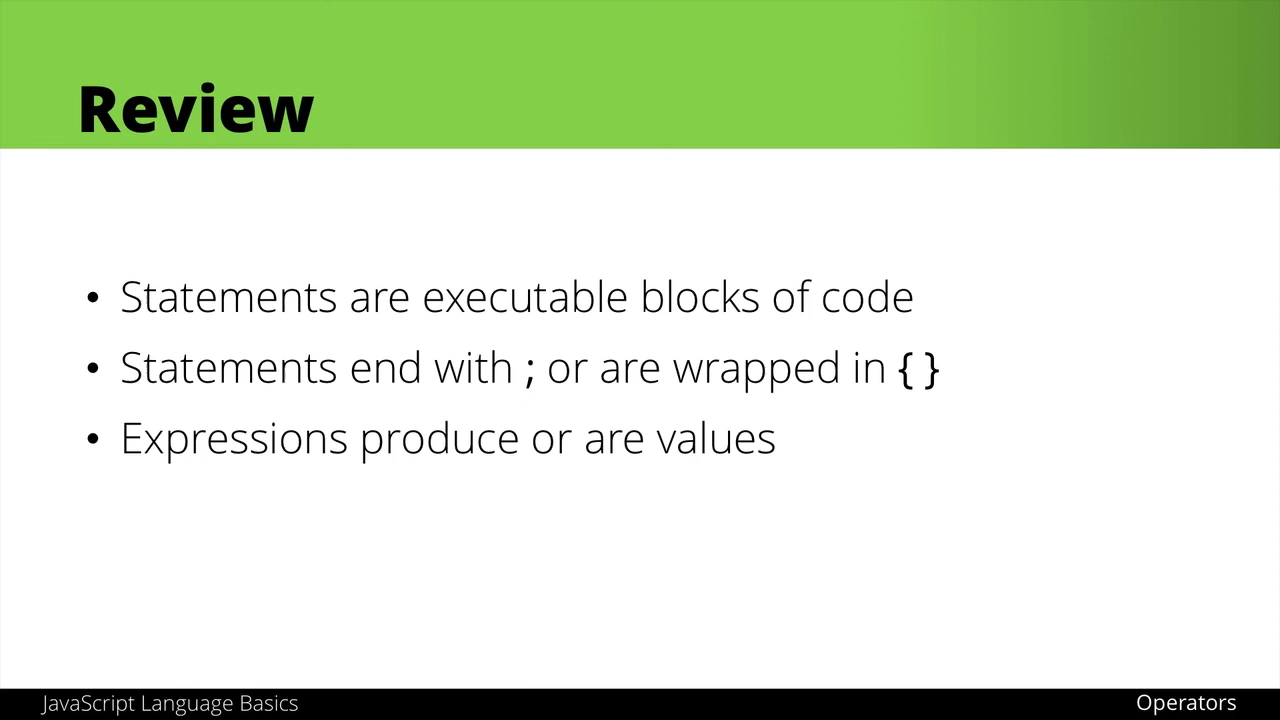 Review
• Statements are executable blocks of code
• Statements end with ; or are wrapped in { }
• Expressions produce or are values
JavaScript Language Basics
Operators